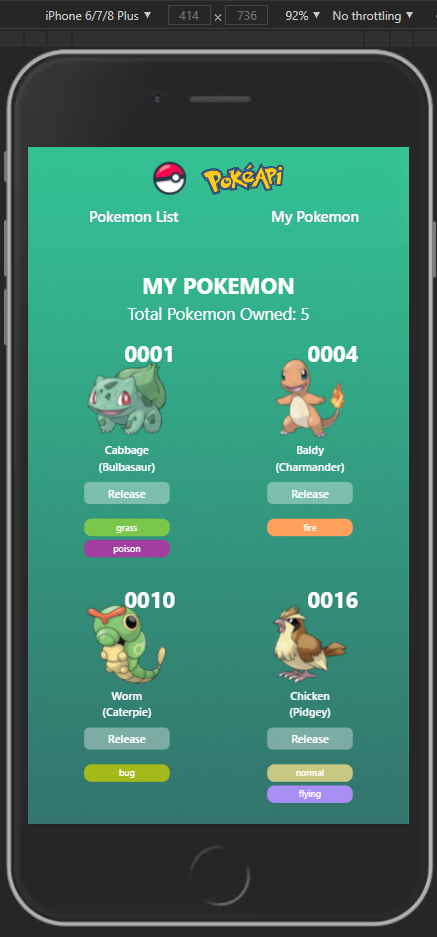 iPhone 6/7/8 Plus ▼ 414 × 736 92% ▼ No throttling ▼
PokéApi
Pokemon List My Pokemon
MY POKEMON
Total Pokemon Owned: 5
0001 0004
Cabbage Baldy
(Bulbasaur) (Charmander)
Release Release
grass fire
poison
0010 0016
Worm Chicken
(Caterpie) (Pidgey)
Release Release
bug normal
flying